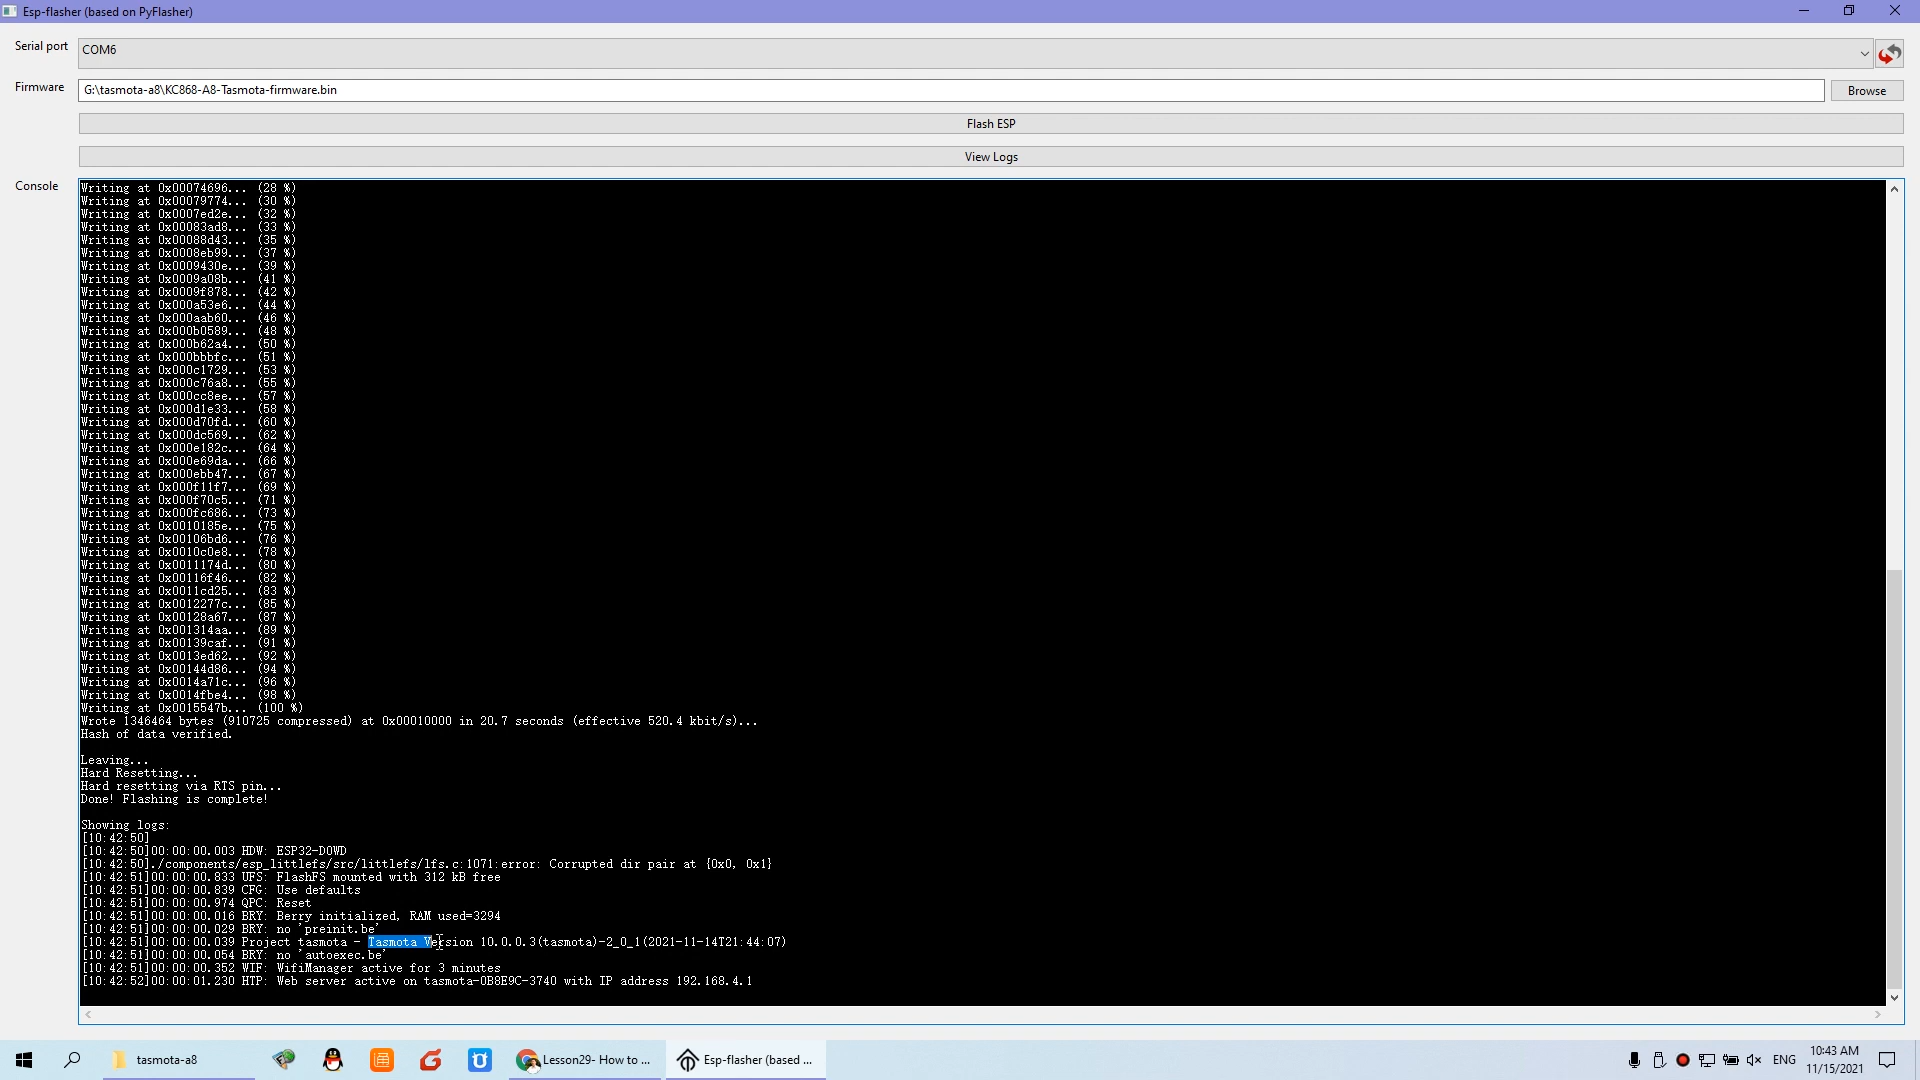 Esp-flasher (based on PyFlasher)
Serial port
COM6
Firmware
G:\tasmota-a8\KC868-A8-Tasmota-firmware.bin
Browse
Flash ESP
View Logs
Console
Writing at 0x00074696... (28 %)
Writing at 0x00079774... (30 %)
Writing at 0x0007ed2e... (32 %)
Writing at 0x00083ad8... (33 %)
Writing at 0x00088d43... (35 %)
Writing at 0x0008eb99... (37 %)
Writing at 0x0009430e... (39 %)
Writing at 0x0009a08b... (41 %)
Writing at 0x0009f878... (42 %)
Writing at 0x000a53e6... (44 %)
Writing at 0x000aab60... (46 %)
Writing at 0x000b0589... (48 %)
Writing at 0x000b62a4... (50 %)
Writing at 0x000bbbfc... (51 %)
Writing at 0x000c1729... (53 %)
Writing at 0x000c76a8... (55 %)
Writing at 0x000cc8ee... (57 %)
Writing at 0x000d1e33... (58 %)
Writing at 0x000d70fd... (60 %)
Writing at 0x000dc569... (62 %)
Writing at 0x000e182c... (64 %)
Writing at 0x000e69da... (66 %)
Writing at 0x000ebb47... (67 %)
Writing at 0x000f11f7... (69 %)
Writing at 0x000f70c5... (71 %)
Writing at 0x000fc686... (73 %)
Writing at 0x0010185e... (75 %)
Writing at 0x00106bd6... (76 %)
Writing at 0x0010c0e8... (78 %)
Writing at 0x0011174d... (80 %)
Writing at 0x00116f46... (82 %)
Writing at 0x0011cd25... (83 %)
Writing at 0x0012277c... (85 %)
Writing at 0x00128a67... (87 %)
Writing at 0x001314aa... (89 %)
Writing at 0x00139caf... (91 %)
Writing at 0x0013ed62... (92 %)
Writing at 0x00144d86... (94 %)
Writing at 0x0014a71c... (96 %)
Writing at 0x0014fbe4... (98 %)
Writing at 0x0015547b... (100 %)
Wrote 1346464 bytes (910725 compressed) at 0x00010000 in 20.7 seconds (effective 520.4 kbit/s)...
Hash of data verified.
Leaving...
Hard Resetting...
Hard resetting via RTS pin...
Done! Flashing is complete!
Showing logs:
[10:42:50]
[10:42:50]00:00:00.003 HDW: ESP32-D0WD
[10:42:50]./components/esp_littlefs/src/littlefs/lfs.c:1071:error: Corrupted dir pair at {0x0, 0x1}
[10:42:51]00:00:00.833 UFS: FlashFS mounted with 312 kB free
[10:42:51]00:00:00.839 CFG: Use defaults
[10:42:51]00:00:00.974 QPC: Reset
[10:42:51]00:00:00.016 BRY: Berry initialized, RAM used=3294
[10:42:51]00:00:00.029 BRY: no 'preinit.be'
[10:42:51]00:00:00.039 Project tasmota - Tasmota Version 10.0.0.3(tasmota)-2_0_1(2021-11-14T21:44:07)
[10:42:51]00:00:00.054 BRY: no 'autoexec.be'
[10:42:51]00:00:00.352 WIF: WifiManager active for 3 minutes
[10:42:52]00:00:01.230 HTP: Web server active on tasmota-0B8E9C-3740 with IP address 192.168.4.1
tasmota-a8
Lesson29- How to ...
Esp-flasher (based ...
ENG
10:43 AM
11/15/2021